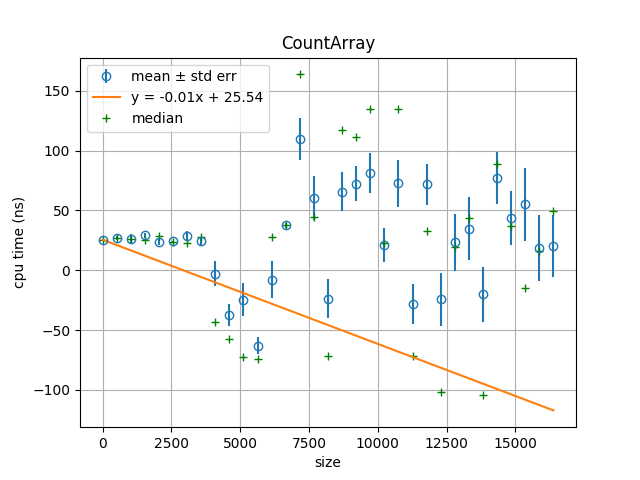 CountArray
mean ± std err
y = -0.01x + 25.54
median
cpu time (ns)
150
100
50
0
−50
−100
0 2500 5000 7500 10000 12500 15000
size